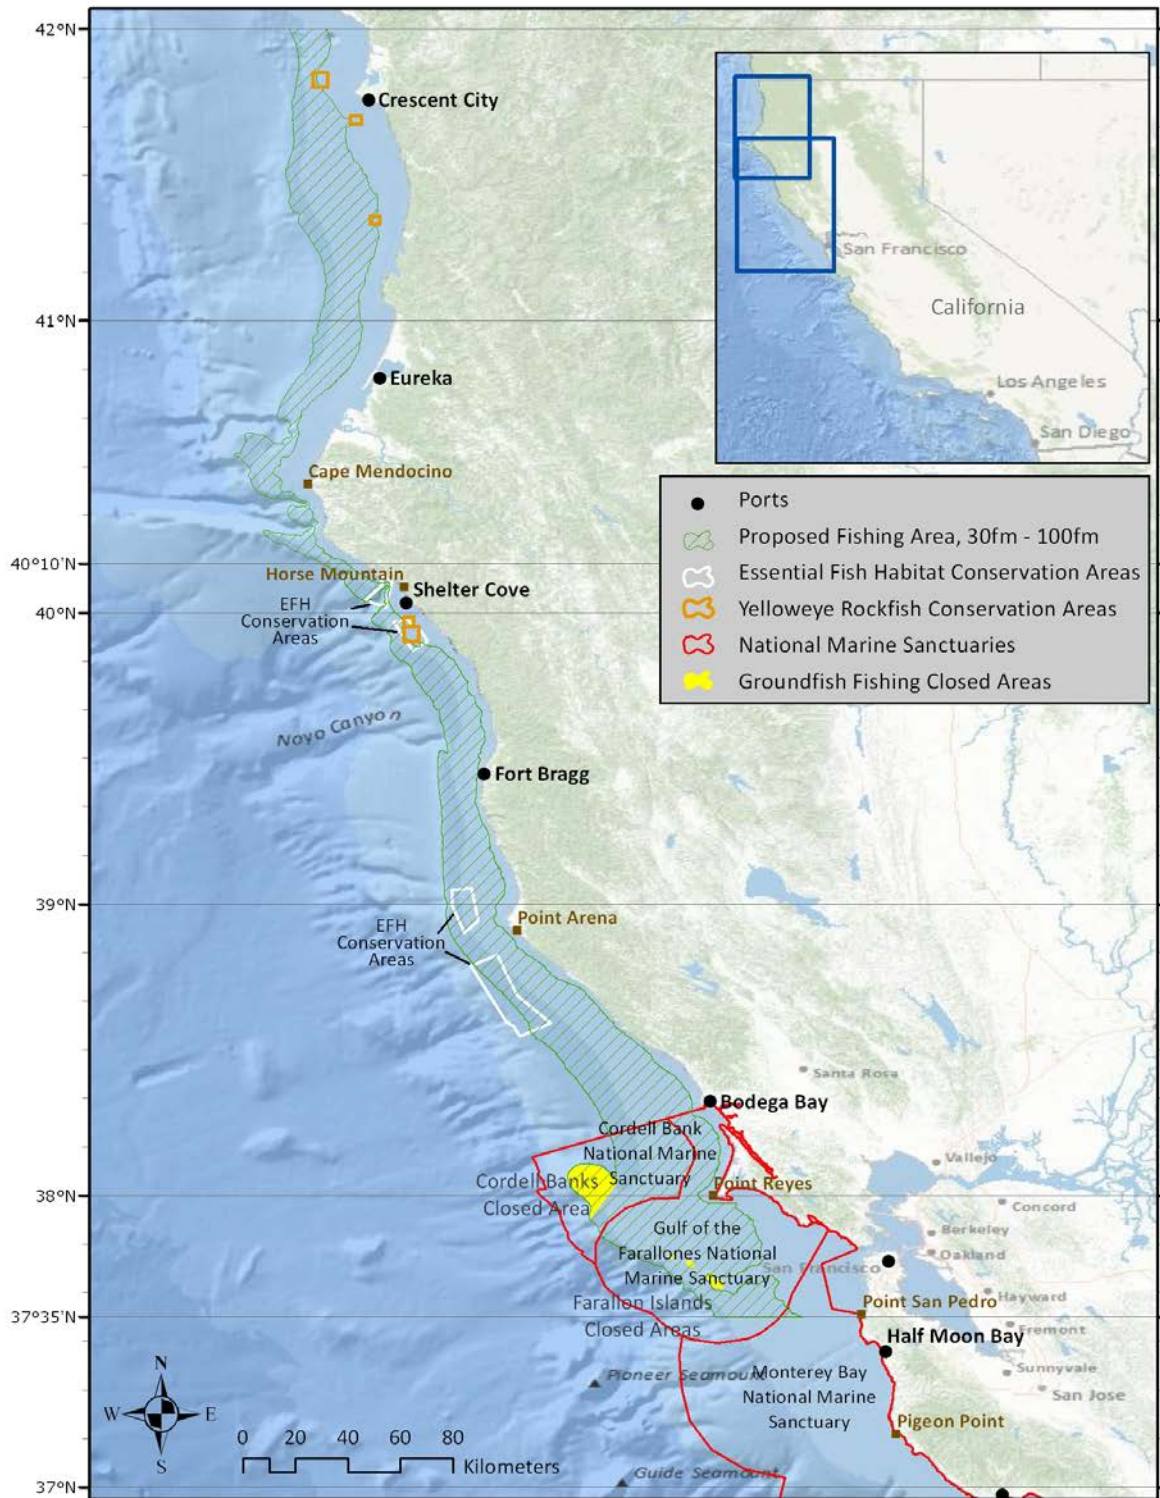 42°N
Crescent City
San Francisco
California
Los Angeles
San Diego
41°N
Eureka
Cape Mendocino
Ports
Proposed Fishing Area, 30fm - 100fm
Essential Fish Habitat Conservation Areas
Yelloweye Rockfish Conservation Areas
National Marine Sanctuaries
Groundfish Fishing Closed Areas
40°10'N
Horse Mountain
Shelter Cove
EFH
Conservation
Areas
40°N
Noyo Canyon
Fort Bragg
39°N
Point Arena
EFH
Conservation
Areas
Santa Rosa
Bodega Bay
Cordell Bank
National Marine
Sanctuary
Vallejo
Cordell Banks
Closed Area
Point Reyes
38°N
Concord
Berkeley
Oakland
Gulf of the
Farallones National
Marine Sanctuary
San Francisco
Hayward
Farallon Islands
Closed Areas
Point San Pedro
37°35'N
Fremont
Half Moon Bay
Sunnyvale
San Jose
Pioneer Seamount
Monterey Bay
National Marine
Sanctuary
Pigeon Point
N
W E
S
0 20 40 60 80
Kilometers
Guide Seamount
37°N